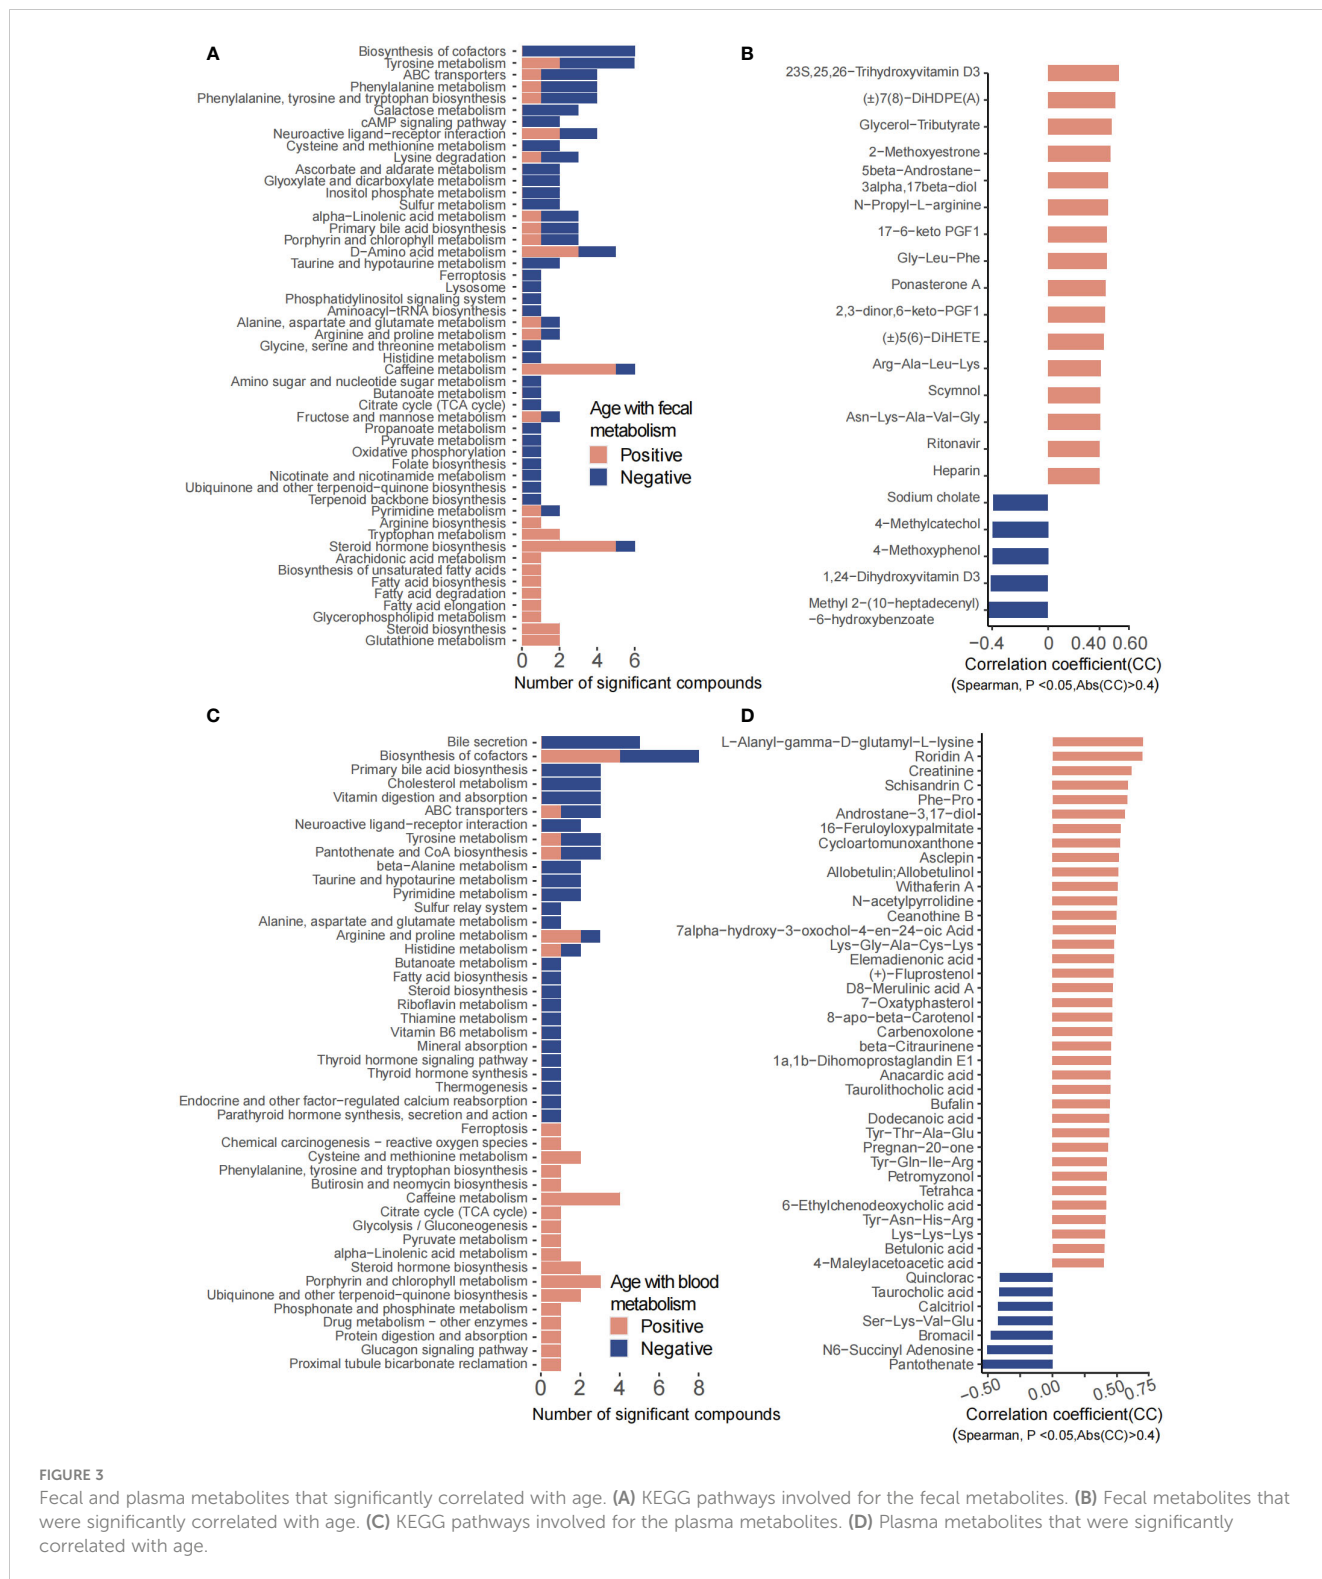 A
Biosynthesis of cofactors
Tyrosine metabolism
ABC transporters
Phenylalanine metabolism
Phenylalanine, tyrosine and tryptophan biosynthesis
Galactose metabolism
cAMP signaling pathway
Neuroactive ligand−receptor interaction
Cysteine and methionine metabolism
Lysine degradation
Ascorbate and aldarate metabolism
Glyoxylate and dicarboxylate metabolism
Inositol phosphate metabolism
Sulfur metabolism
alpha−Linolenic acid metabolism
Primary bile acid biosynthesis
Porphyrin and chlorophyll metabolism
D−Amino acid metabolism
Taurine and hypotaurine metabolism
Ferroptosis
Lysosome
Phosphatidylinositol signaling system
Aminoacyl−tRNA biosynthesis
Alanine, aspartate and glutamate metabolism
Arginine and proline metabolism
Glycine, serine and threonine metabolism
Histidine metabolism
Caffeine metabolism
Amino sugar and nucleotide sugar metabolism
Butanoate metabolism
Citrate cycle (TCA cycle)
Fructose and mannose metabolism
Propanoate metabolism
Pyruvate metabolism
Oxidative phosphorylation
Folate biosynthesis
Nicotinate and nicotinamide metabolism
Ubiquinone and other terpenoid−quinone biosynthesis
Terpenoid backbone biosynthesis
Pyrimidine metabolism
Arginine biosynthesis
Tryptophan metabolism
Steroid hormone biosynthesis
Arachidonic acid metabolism
Biosynthesis of unsaturated fatty acids
Fatty acid biosynthesis
Fatty acid degradation
Fatty acid elongation
Glycerophospholipid metabolism
Steroid biosynthesis
Glutathione metabolism
0 2 4 6
Number of significant compounds
Age with fecal
metabolism
Positive
Negative
B
23S,25,26−Trihydroxyvitamin D3
(±)7(8)−DiHDPE(A)
Glycerol−Tributyrate
2−Methoxyestrone
5beta−Androstane−
3alpha,17beta−diol
N−Propyl−L−arginine
17−6−keto PGF1
Gly−Leu−Phe
Ponasterone A
2,3−dinor,6−keto−PGF1
(±)5(6)−DiHETE
Arg−Ala−Leu−Lys
Scymnol
Asn−Lys−Ala−Val−Gly
Ritonavir
Heparin
Sodium cholate
4−Methylcatechol
4−Methoxyphenol
1,24−Dihydroxyvitamin D3
Methyl 2−(10−heptadecenyl)
−6−hydroxybenzoate
−0.4 0 0.40 0.60
Correlation coefficient(CC)
(Spearman, P <0.05,Abs(CC)>0.4)
C
Bile secretion
Biosynthesis of cofactors
Primary bile acid biosynthesis
Cholesterol metabolism
Vitamin digestion and absorption
ABC transporters
Neuroactive ligand−receptor interaction
Tyrosine metabolism
Pantothenate and CoA biosynthesis
beta−Alanine metabolism
Taurine and hypotaurine metabolism
Pyrimidine metabolism
Sulfur relay system
Alanine, aspartate and glutamate metabolism
Arginine and proline metabolism
Histidine metabolism
Butanoate metabolism
Fatty acid biosynthesis
Steroid biosynthesis
Riboflavin metabolism
Thiamine metabolism
Vitamin B6 metabolism
Mineral absorption
Thyroid hormone signaling pathway
Thyroid hormone synthesis
Thermogenesis
Endocrine and other factor−regulated calcium reabsorption
Parathyroid hormone synthesis, secretion and action
Ferroptosis
Chemical carcinogenesis − reactive oxygen species
Cysteine and methionine metabolism
Phenylalanine, tyrosine and tryptophan biosynthesis
Butirosin and neomycin biosynthesis
Caffeine metabolism
Citrate cycle (TCA cycle)
Glycolysis / Gluconeogenesis
Pyruvate metabolism
alpha−Linolenic acid metabolism
Steroid hormone biosynthesis
Porphyrin and chlorophyll metabolism
Ubiquinone and other terpenoid−quinone biosynthesis
Phosphonate and phosphinate metabolism
Drug metabolism − other enzymes
Protein digestion and absorption
Glucagon signaling pathway
Proximal tubule bicarbonate reclamation
0 2 4 6 8
Number of significant compounds
Age with blood
metabolism
Positive
Negative
D
L−Alanyl−gamma−D−glutamyl−L−lysine
Roridin A
Creatinine
Schisandrin C
Phe−Pro
Androstane−3,17−diol
16−Feruloyloxypalmitate
Cycloartomunoxanthone
Asclepin
Allobetulin;Allobetulinol
Withaferin A
N−acetylpyrrolidine
Ceanothine B
7alpha−hydroxy−3−oxochol−4−en−24−oic Acid
Lys−Gly−Ala−Cys−Lys
Elemadienonic acid
(+)−Fluprostenol
D8−Merulinic acid A
7−Oxatyphasterol
8−apo−beta−Carotenol
Carbenoxolone
beta−Citraurinene
1a,1b−Dihomoprostaglandin E1
Anacardic acid
Taurolithocholic acid
Bufalin
Dodecanoic acid
Tyr−Thr−Ala−Glu
Pregnan−20−one
Tyr−Gln−Ile−Arg
Petromyzonol
Tetrahca
6−Ethylchenodeoxycholic acid
Tyr−Asn−His−Arg
Lys−Lys−Lys
Betulonic acid
4−Maleylacetoacetic acid
Quinclorac
Taurocholic acid
Calcitriol
Ser−Lys−Val−Glu
Bromacil
N6−Succinyl Adenosine
Pantothenate
−0.50 0.00 0.50 0.75
Correlation coefficient(CC)
(Spearman, P <0.05,Abs(CC)>0.4)
FIGURE 3
Fecal and plasma metabolites that significantly correlated with age. (A) KEGG pathways involved for the fecal metabolites. (B) Fecal metabolites that
were significantly correlated with age. (C) KEGG pathways involved for the plasma metabolites. (D) Plasma metabolites that were significantly
correlated with age.